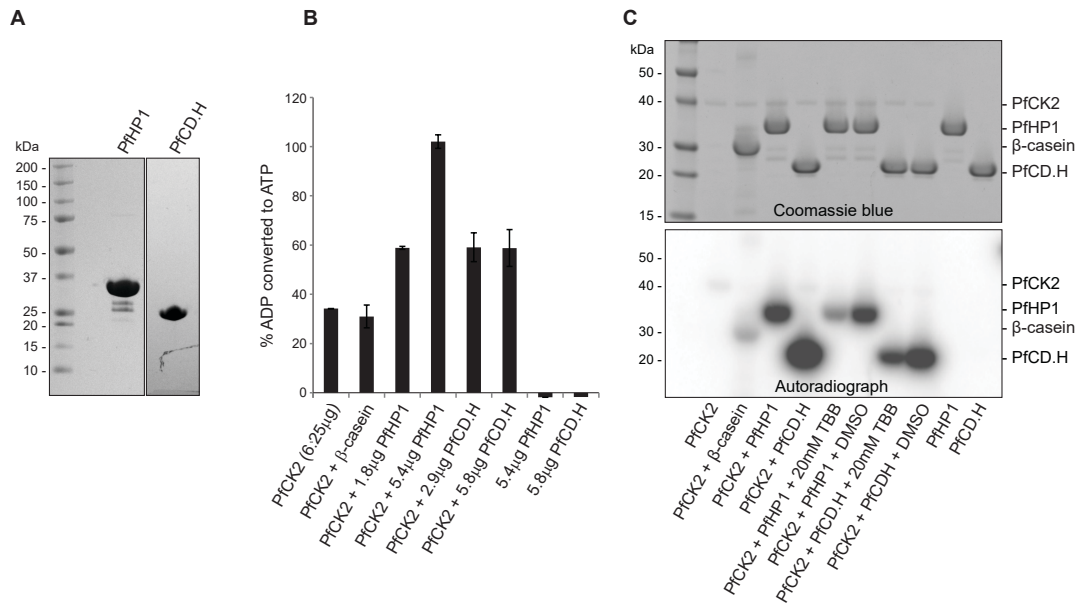 A
PfHP1
PfCD.H
kDa
200 -
150 -
100 -
75 -
50 -
37 -
25 -
20 -
15 -
10 -
B
% ADP converted to ATP
120
100
80
60
40
20
0
PfCK2 (6.25µg)
PfCK2 + β-casein
PfCK2 + 1.8µg PfHP1
PfCK2 + 5.4µg PfHP1
PfCK2 + 2.9µg PfCD.H
PfCK2 + 5.8µg PfCD.H
5.4µg PfHP1
5.8µg PfCD.H
C
kDa
50 -
40 -
30 -
20 -
15 -
- PfCK2
- PfHP1
- β-casein
- PfCD.H
Coomassie blue
50 -
40 -
30 -
20 -
- PfCK2
- PfHP1
- β-casein
- PfCD.H
Autoradiograph
PfCK2
PfCK2 + β-casein
PfCK2 + PfHP1
PfCK2 + PfCD.H
PfCK2 + PfHP1 + 20mM TBB
PfCK2 + PfHP1 + DMSO
PfCK2 + PfCD.H + 20mM TBB
PfCK2 + PfCDH + DMSO
PfHP1
PfCD.H